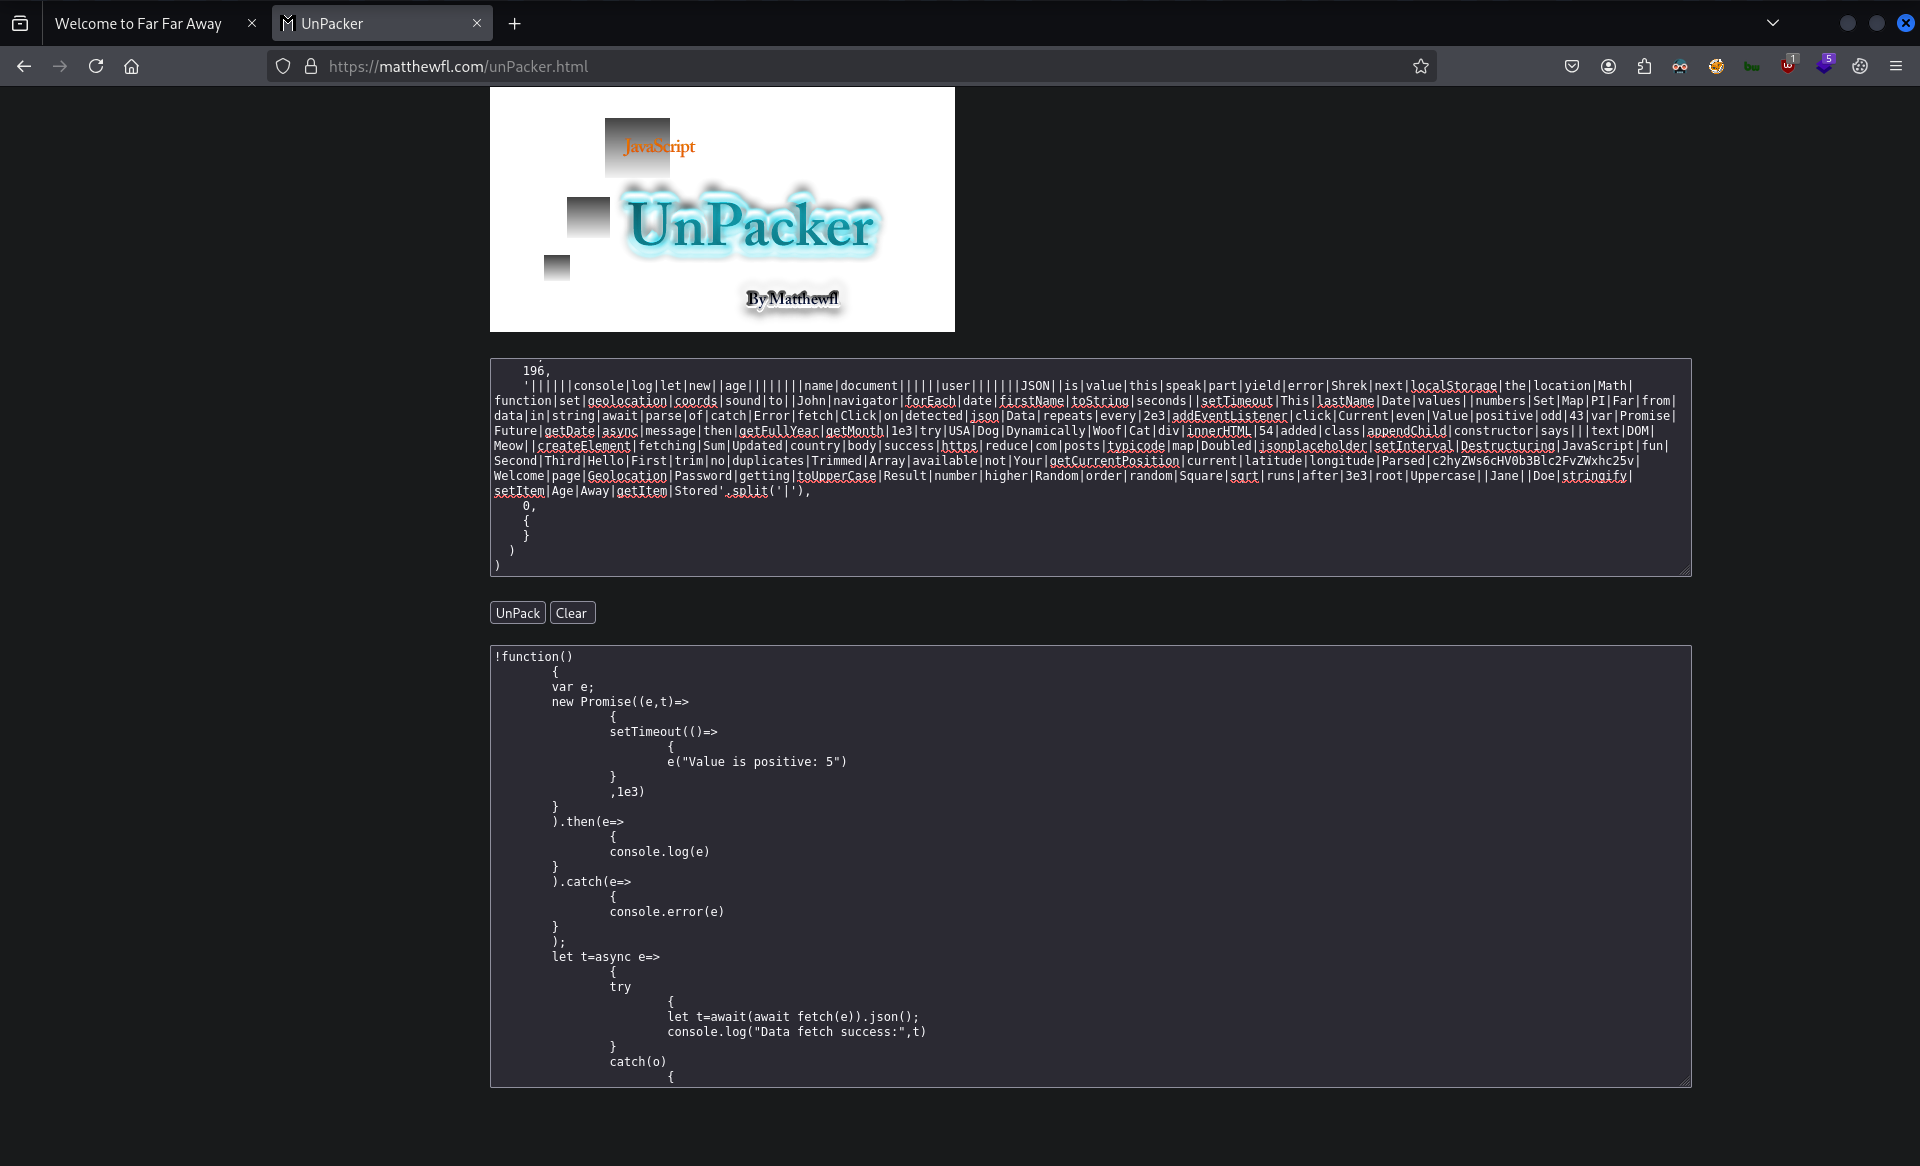 Welcome to Far Far Away
UnPacker
https://matthewfl.com/unPacker.html
1
5
JavaScript
UnPacker
By Matthewfl
196,
'||||||console|log|let|new||age||||||||name|document||||||user|||||||JSON||is|value|this|speak|part|yield|error|Shrek|next|localStorage|the|location|Math|
function|set|geolocation|coords|sound|to||John|navigator|forEach|date|firstName|toString|seconds||setTimeout|This|lastName|Date|values||numbers|Set|Map|PI|Far|from|
data|in|string|await|parse|of|catch|Error|fetch|Click|on|detected|json|Data|repeats|every|2e3|addEventListener|click|Current|even|Value|positive|odd|43|var|Promise|
Future|getDate|async|message|then|getFullYear|getMonth|1e3|try|USA|Dog|Dynamically|Woof|Cat|div|innerHTML|54|added|class|appendChild|constructor|says|||text|DOM|
Meow||createElement|fetching|Sum|Updated|country|body|success|https|reduce|com|posts|typicode|map|Doubled|jsonplaceholder|setInterval|Destructuring|JavaScript|fun|
Second|Third|Hello|First|trim|no|duplicates|Trimmed|Array|available|not|Your|getCurrentPosition|current|latitude|longitude|Parsed|c2hyZWs6cHV0b3Blc2FvZWxhc25v|
Welcome|page|Geolocation|Password|getting|toUpperCase|Result|number|higher|Random|order|random|Square|sqrt|runs|after|3e3|root|Uppercase||Jane||Doe|stringify|
setItem|Age|Away|getItem|Stored'.split('|'),
0,
{
}
)
)
UnPack Clear
!function()
{
var e;
new Promise((e,t)=>
{
setTimeout(()=>
{
e("Value is positive: 5")
}
,1e3)
}
).then(e=>
{
console.log(e)
}
).catch(e=>
{
console.error(e)
}
);
let t=async e=>
{
try
{
let t=await(await fetch(e)).json();
console.log("Data fetch success:",t)
}
catch(o)
{